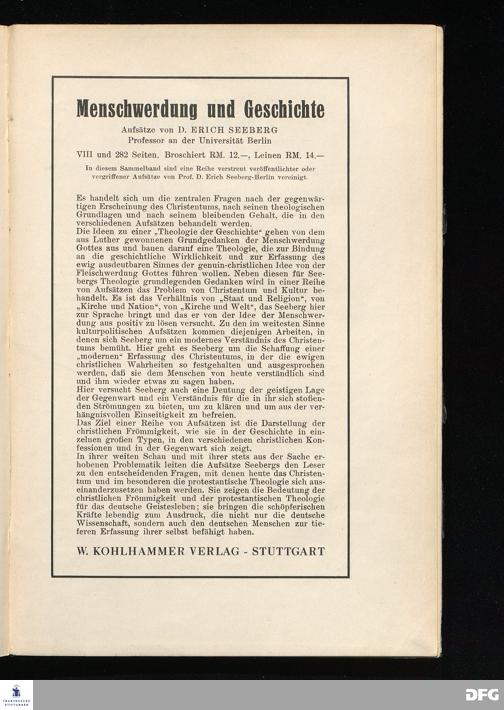 Menschwerdung und Geschichte
Aufsätze von D. ERICH SEEBERG
Professor an der Universität Berlin
VIII und 282 Seiten. Broschiert RM. 12.—, Leinen RM. 14.—
In diesem Sammelband sind eine Reihe verstreut veröffentlichter oder
vergriffener Aufsätze von Prof. D. Erich Seeberg-Berlin vereinigt.
Es handelt sich um die zentralen Fragen nach der gegenwär-
tigen Erscheinung des Christentums, nach seinen theologischen
Grundlagen und nach seinem bleibenden Gehalt, die in den
verschiedenen Aufsätzen behandelt werden.
Die Ideen zu einer „Theologie der Geschichte“ gehen von dem
aus Luther gewonnenen Grundgedanken der Menschwerdung
Gottes aus und bauen darauf eine Theologie, die zur Bindung
an die geschichtliche Wirklichkeit und zur Erfassung des
ewig ausdeutbaren Sinnes der genuin-christlichen Idee von der
Fleischwerdung Gottes führen wollen. Neben diesen für See-
bergs Theologie grundlegenden Gedanken wird in einer Reihe
von Aufsätzen das Problem von Christentum und Kultur be-
handelt. Es ist das Verhältnis von „Staat und Religion“, von
„Kirche und Nation“, von „Kirche und Welt“, das Seeberg hier
zur Sprache bringt und das er von der Idee der Menschwer-
dung aus positiv zu lösen versucht. Zu den im weitesten Sinne
kulturpolitischen Aufsätzen kommen diejenigen Arbeiten, in
denen sich Seeberg um ein modernes Verständnis des Christen-
tums bemüht. Hier geht es Seeberg um die Schaffung einer
„modernen“ Erfassung des Christentums, in der die ewigen
christlichen Wahrheiten so festgehalten und ausgesprochen
werden, daß sie dem Menschen von heute verständlich sind
und ihm wieder etwas zu sagen haben.
Hier versucht Seeberg auch eine Deutung der geistigen Lage
der Gegenwart und ein Verständnis für die in ihr sich stoßen-
den Strömungen zu bieten, um zu klären und um aus der ver-
hängnisvollen Einseitigkeit zu befreien.
Das Ziel einer Reihe von Aufsätzen ist die Darstellung der
christlichen Frömmigkeit, wie sie in der Geschichte in ein-
zelnen großen Typen, in den verschiedenen christlichen Kon-
fessionen und in der Gegenwart sich zeigt.
In ihrer weiten Schau und mit ihrer stets aus der Sache er-
hobenen Problematik leiten die Aufsätze Seebergs den Leser
zu den entscheidenden Fragen, mit denen heute das Christen-
tum und im besonderen die protestantische Theologie sich aus-
einanderzusetzen haben werden. Sie zeigen die Bedeutung der
christlichen Frömmigkeit und der protestantischen Theologie
für das deutsche Geistesleben; sie bringen die schöpferischen
Kräfte lebendig zum Ausdruck, die nicht nur die deutsche
Wissenschaft, sondern auch den deutschen Menschen zur tie-
feren Erfassung ihrer selbst befähigt haben.
W. KOHLHAMMER VERLAG - STUTTGART
FRANCKESCHE
STIFTUNGEN
DFG